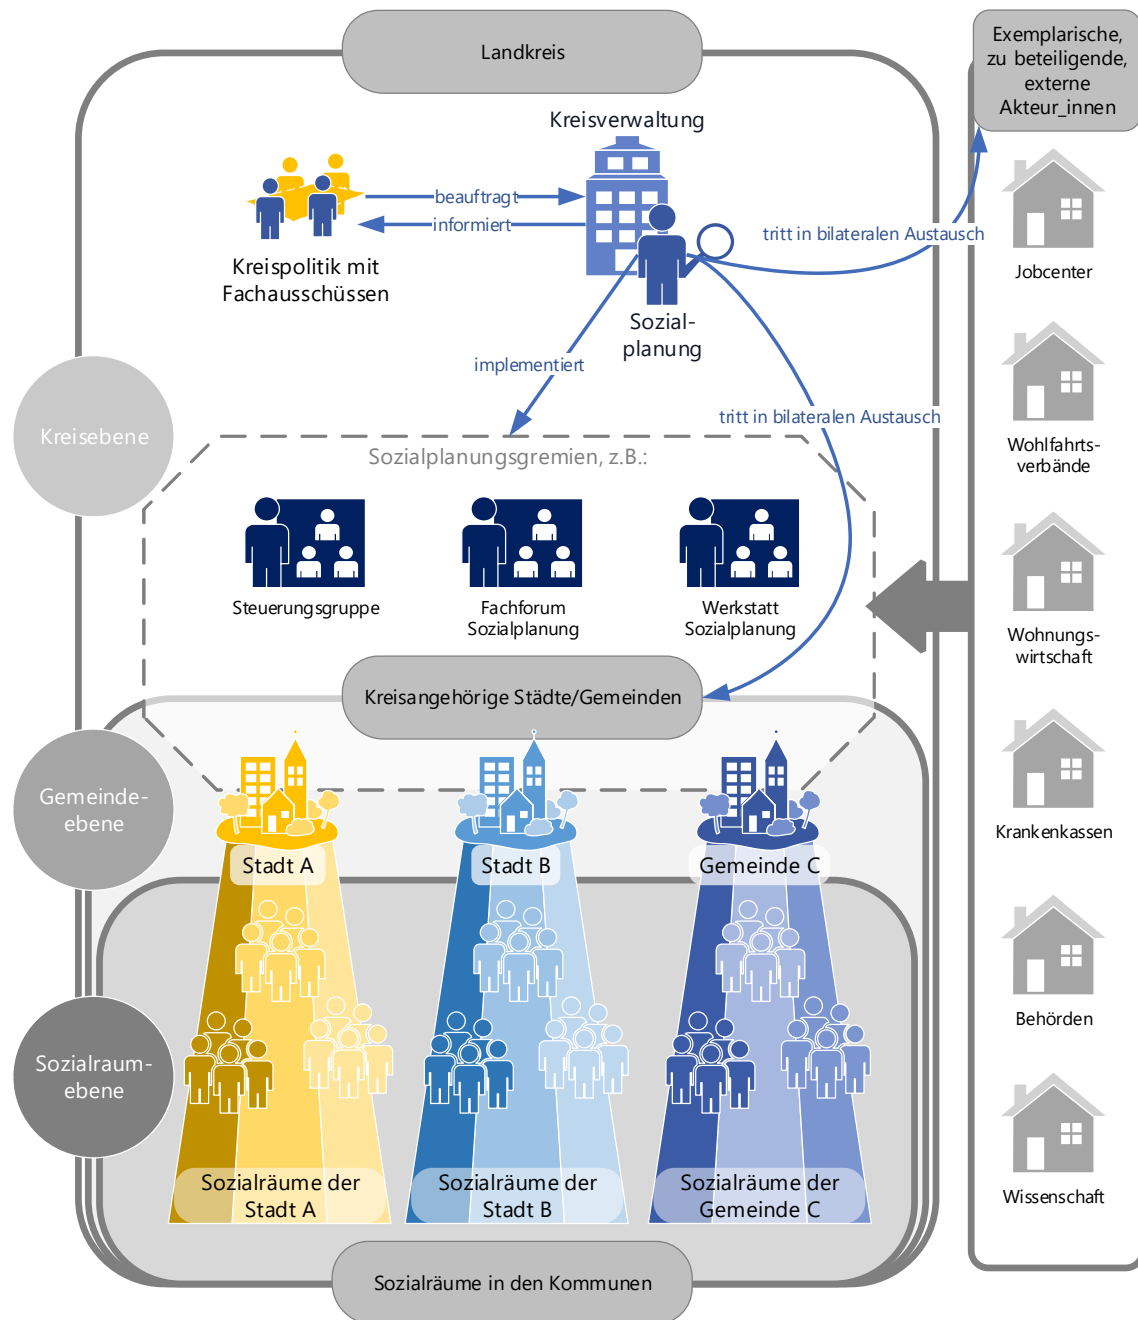 Landkreis
Exemplarische,
zu beteiligende,
externe
Akteur_innen
Kreisverwaltung
beauftragt
informiert
tritt in bilateralen Austausch
Kreispolitik mit
Fachausschüssen
Sozial-
planung
Jobcenter
implementiert
tritt in bilateralen Austausch
Kreisebene
Sozialplanungsgremien, z.B.:
Wohlfahrts-
verbände
Steuerungsgruppe
Fachforum
Sozialplanung
Werkstatt
Sozialplanung
Wohnungs-
wirtschaft
Kreisangehörige Städte/Gemeinden
Gemeinde-
ebene
Stadt A
Stadt B
Gemeinde C
Krankenkassen
Behörden
Sozialraum-
ebene
Sozialräume der
Stadt A
Sozialräume der
Stadt B
Sozialräume der
Gemeinde C
Wissenschaft
Sozialräume in den Kommunen